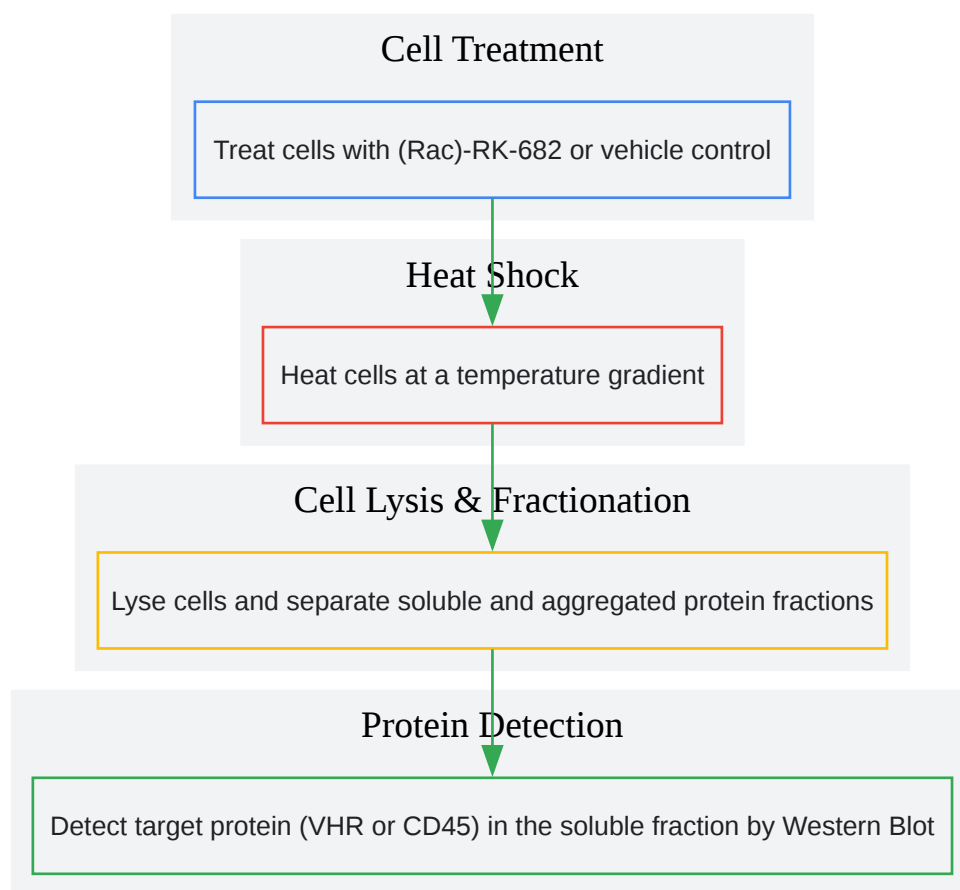 Cell Treatment
Treat cells with (Rac)-RK-682 or vehicle control
Heat Shock
Heat cells at a temperature gradient
Cell Lysis & Fractionation
Lyse cells and separate soluble and aggregated protein fractions
Protein Detection
Detect target protein (VHR or CD45) in the soluble fraction by Western Blot